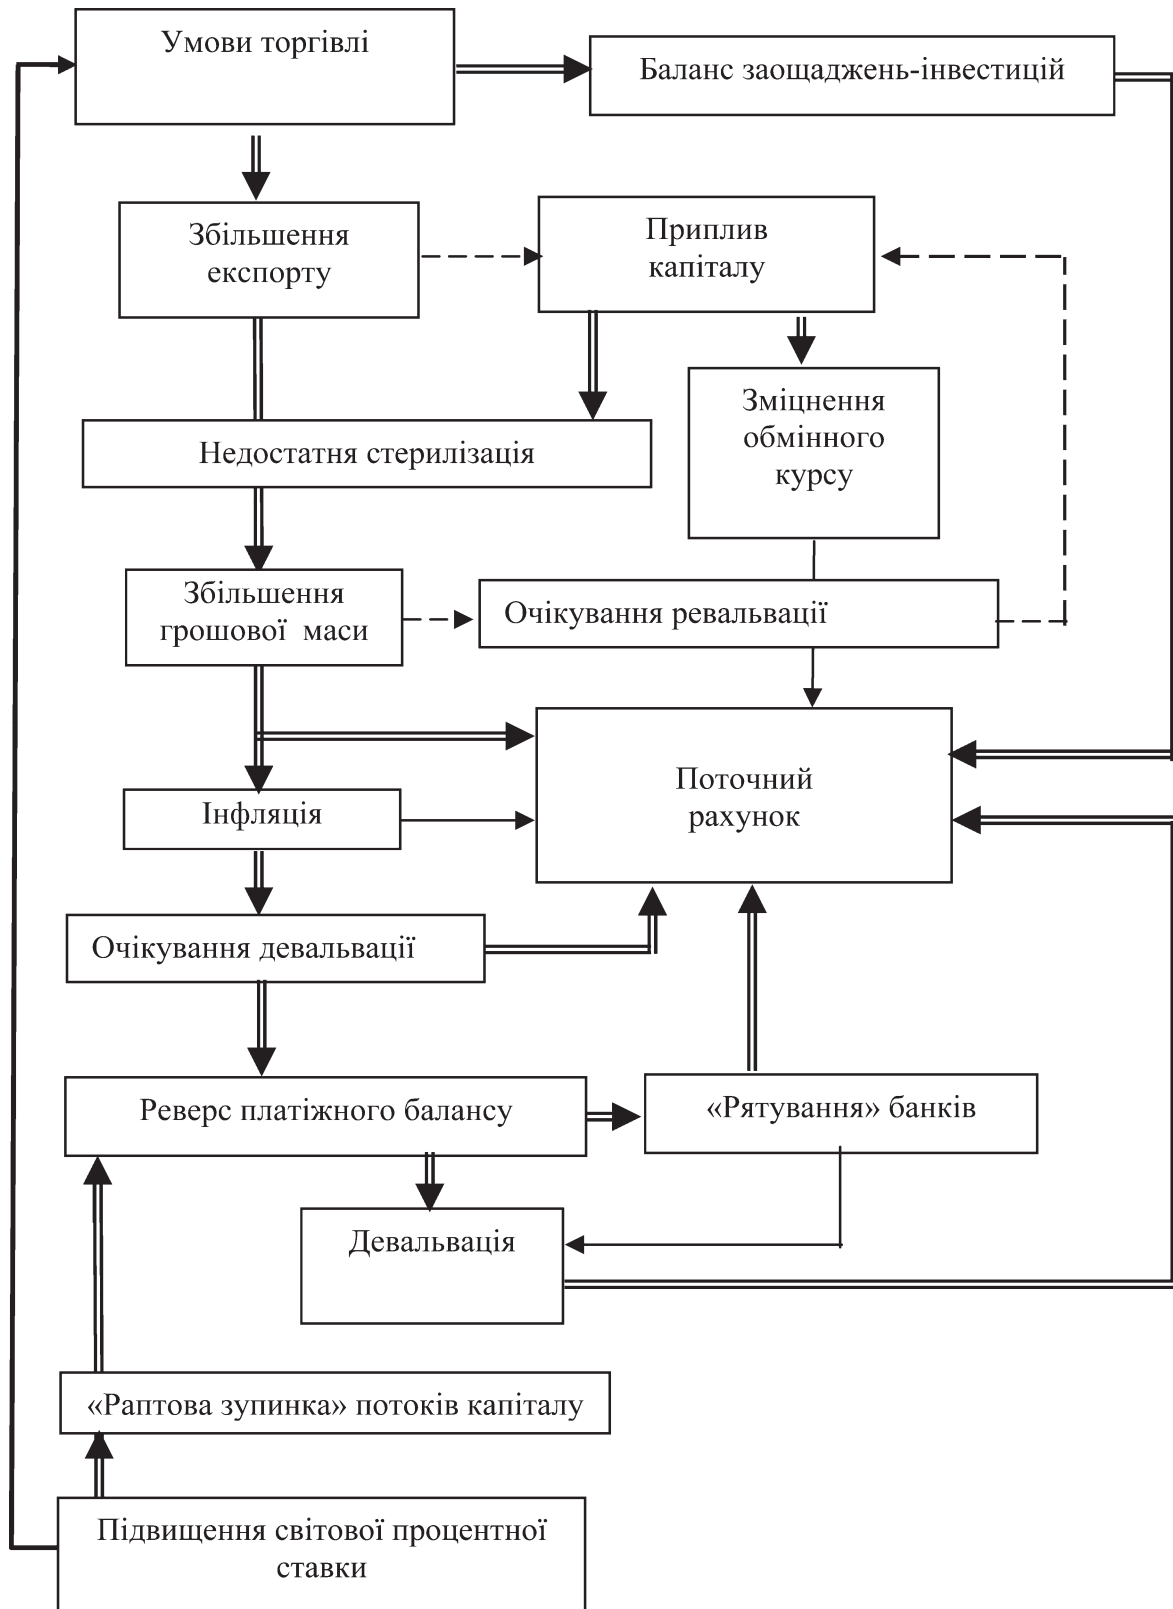 Умови торгівлі
Баланс заощаджень-інвестицій
Збільшення
експорту
Приплив
капіталу
Зміцнення
обмінного
курсу
Недостатня стерилізація
Збільшення
грошової маси
Очікування ревальвації
Поточний
рахунок
Інфляція
Очікування девальвації
Реверс платіжного балансу
«Рятування» банків
Девальвація
«Раптова зупинка» потоків капіталу
Підвищення світової процентної
ставки